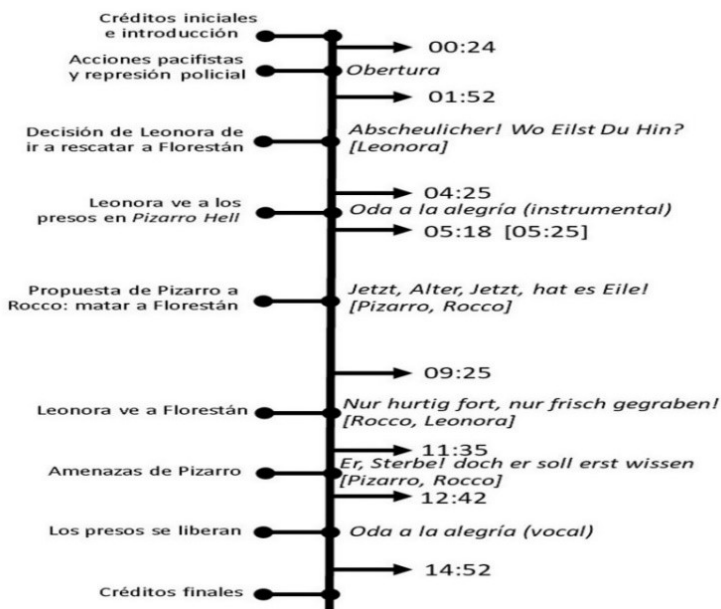 Créditos iniciales
e introducción
00:24
Acciones pacifistas
y represión policial
Obertura
01:52
Decisión de Leonora de
ir a rescatar a Florestán
Abscheulicher! Wo Eilst Du Hin?
[Leonora]
04:25
Leonora ve a los
presos en Pizarro Hell
Oda a la alegría (instrumental)
05:18 [05:25]
Propuesta de Pizarro a
Rocco: matar a Florestán
Jetzt, Alter, Jetzt, hat es Eile!
[Pizarro, Rocco]
09:25
Leonora ve a Florestán
Nur hurtig fort, nur frisch gegraben!
[Rocco, Leonora]
11:35
Amenazas de Pizarro
Er, Sterbe! doch er soll erst wissen
[Pizarro, Rocco]
12:42
Los presos se liberan
Oda a la alegría (vocal)
14:52
Créditos finales